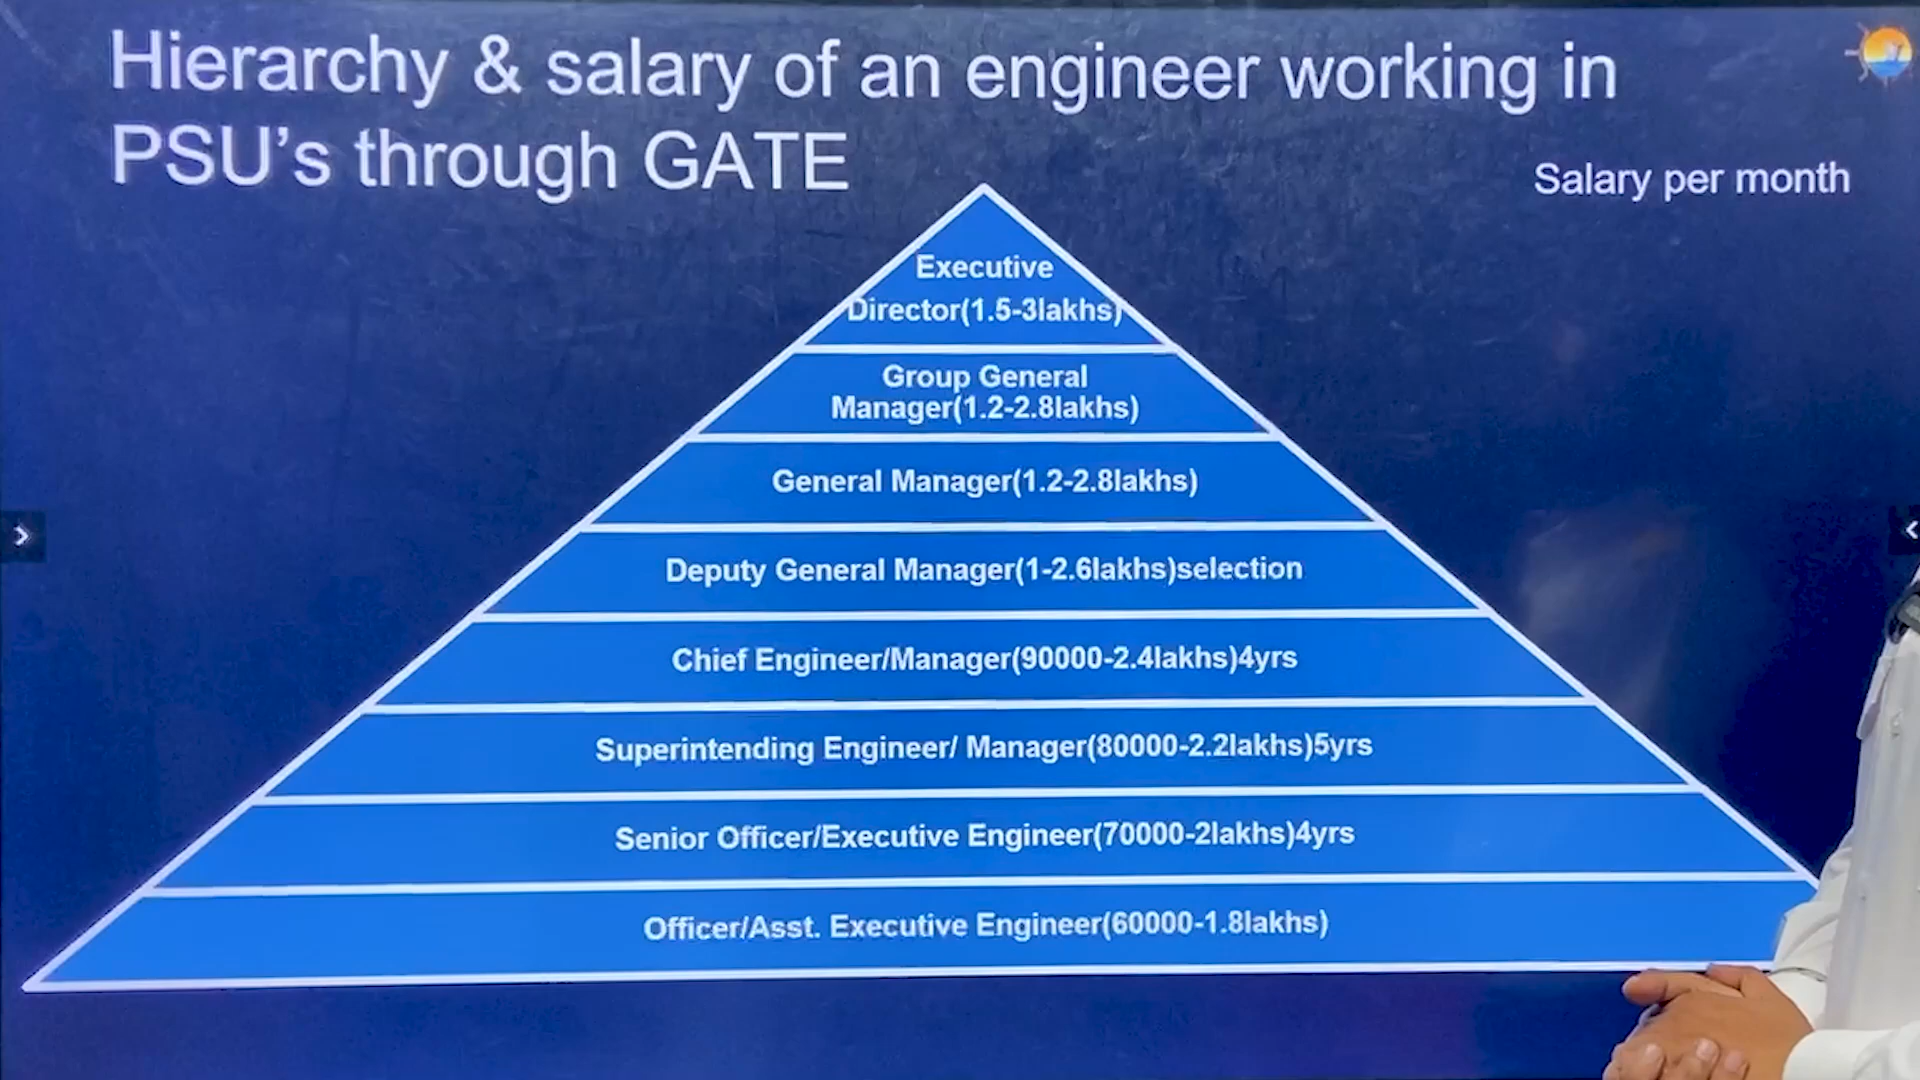 Hierarchy & salary of an engineer working in
PSU's through GATE
Salary per month
Executive
Director(1.5-3lakhs)
Group General
Manager(1.2-2.8lakhs)
General Manager(1.2-2.8lakhs)
Deputy General Manager(1-2.6lakhs)selection
Chief Engineer/Manager(90000-2.4lakhs)4yrs
Superintending Engineer/ Manager(80000-2.2lakhs)5yrs
Senior Officer/Executive Engineer(70000-2lakhs)4yrs
Officer/Asst. Executive Engineer(60000-1.8lakhs)